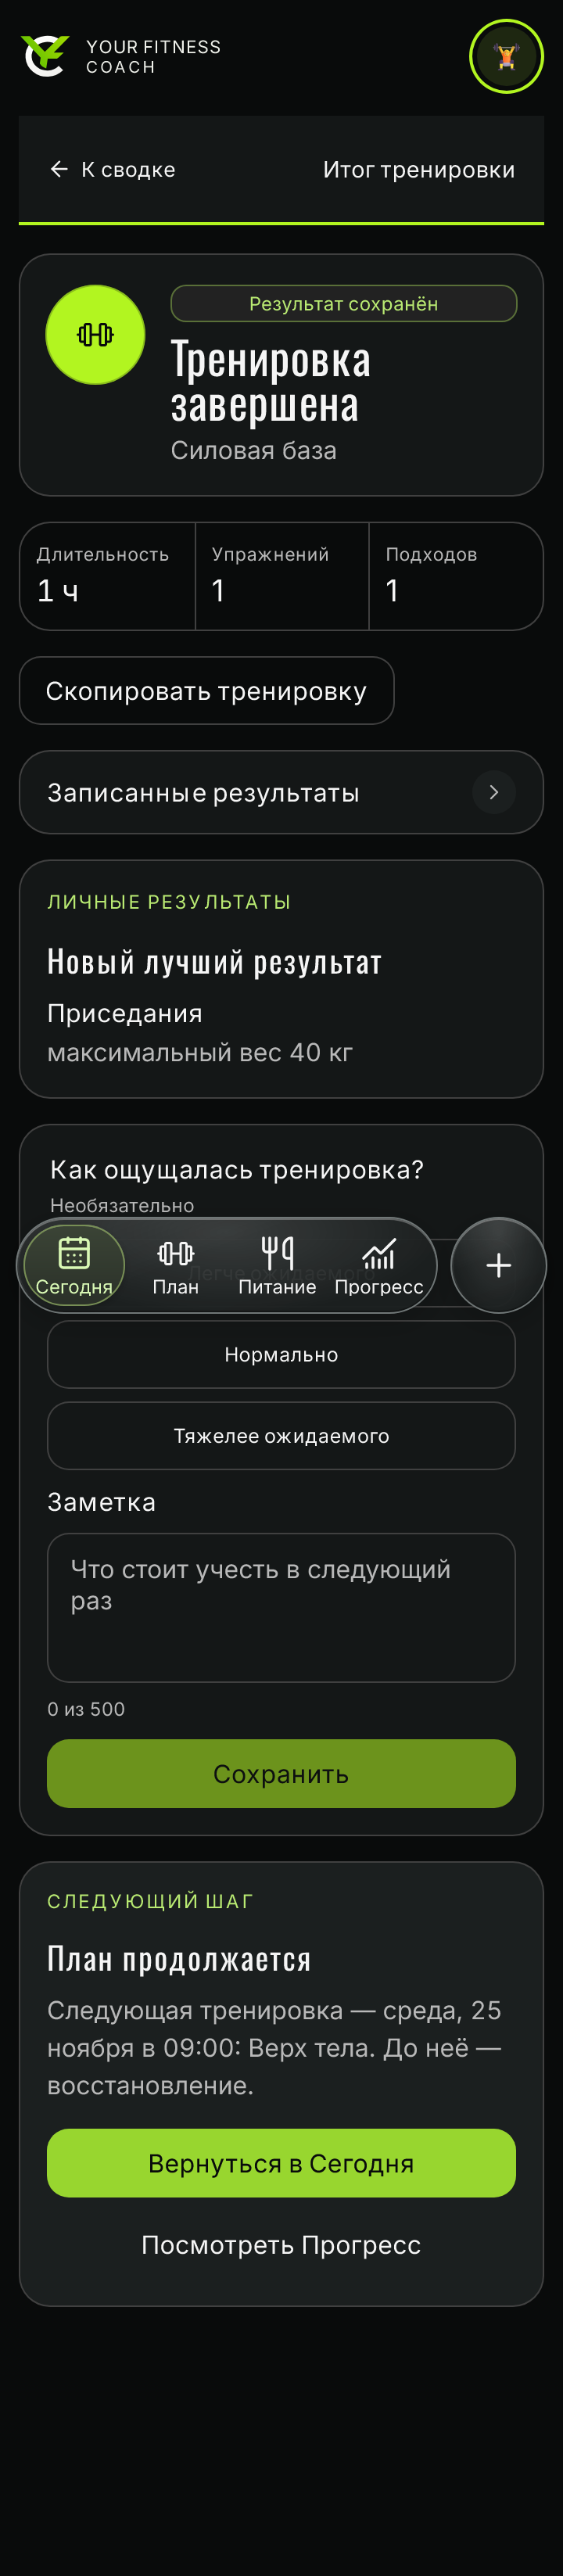 YOUR FITNESS
COACH
К сводке
Итог тренировки
Результат сохранён
Тренировка
завершена
Силовая база
Длительность
Упражнений
Подходов
1 ч
1
1
Скопировать тренировку
Записанные результаты
ЛИЧНЫЕ РЕЗУЛЬТАТЫ
Новый лучший результат
Приседания
максимальный вес 40 кг
Как ощущалась тренировка?
Необязательно
Легче ожидаемого
Сегодня
План
Питание
Прогресс
Нормально
Тяжелее ожидаемого
Заметка
Что стоит учесть в следующий
раз
0 из 500
Сохранить
СЛЕДУЮЩИЙ ШАГ
План продолжается
Следующая тренировка — среда, 25
ноября в 09:00: Верх тела. До неё —
восстановление.
Вернуться в Сегодня
Посмотреть Прогресс